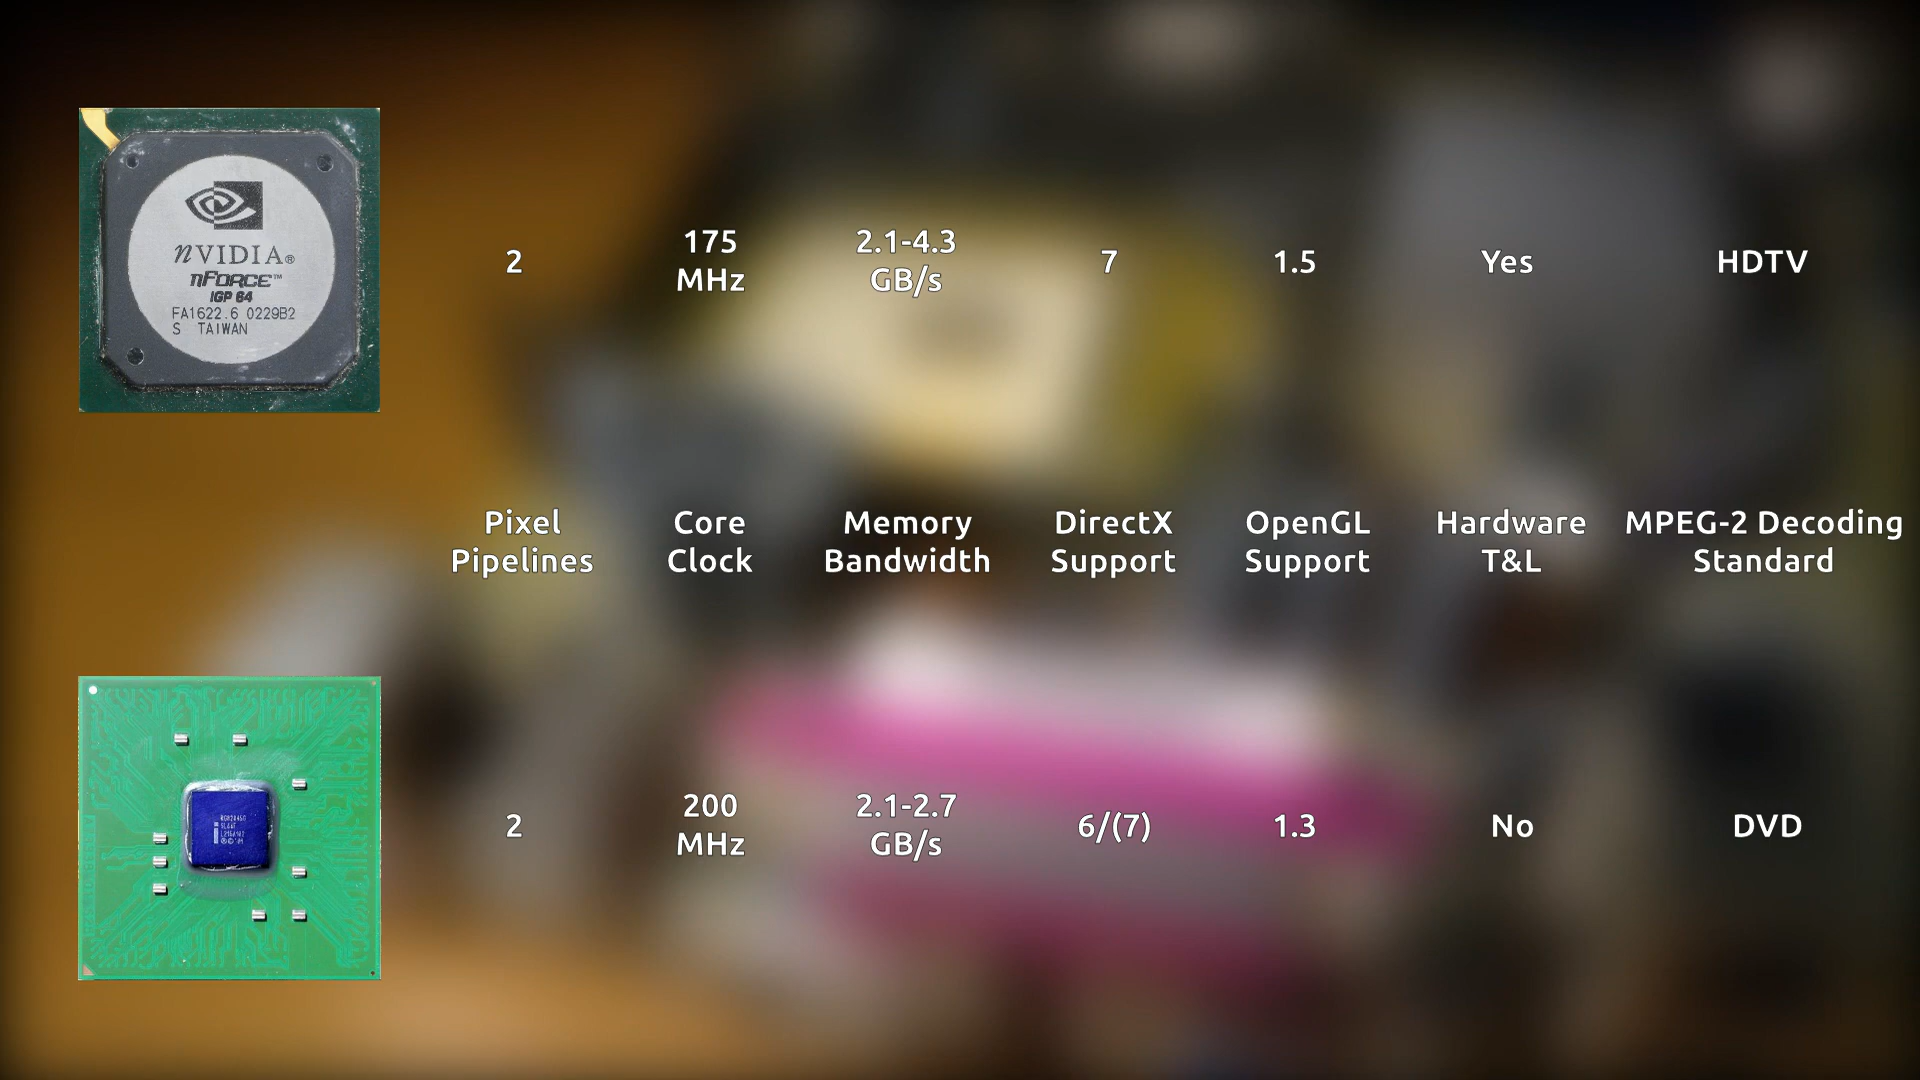 nVIDIA®
nFORCE™
IGP 64
FA1622.6 0229B2
S TAIWAN
2
175
MHz
2.1-4.3
GB/s
7
1.5
Yes
HDTV
Pixel
Pipelines
Core
Clock
Memory
Bandwidth
DirectX
Support
OpenGL
Support
Hardware
T&L
MPEG-2 Decoding
Standard
2
200
MHz
2.1-2.7
GB/s
6/(7)
1.3
No
DVD